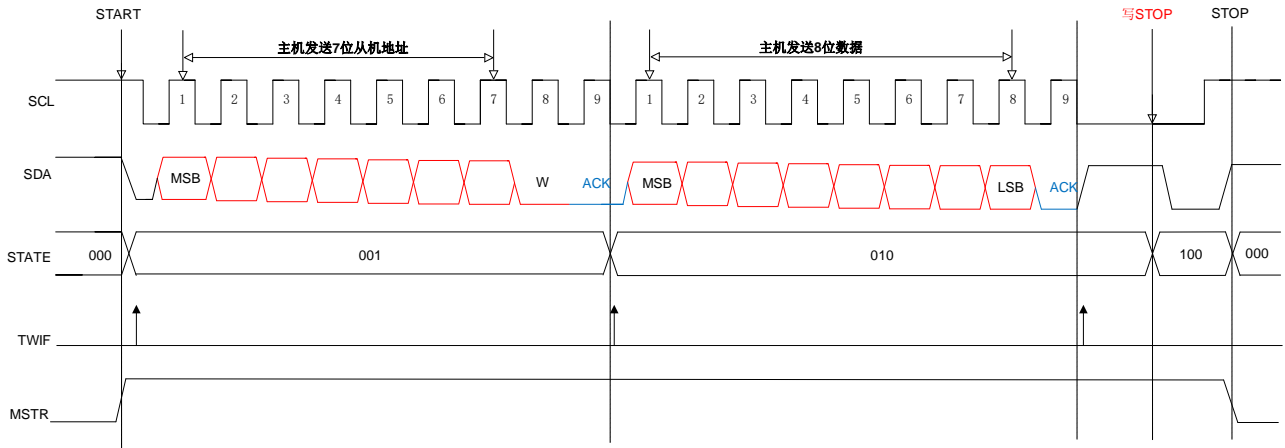 START
写STOP
STOP
主机发送7位从机地址
主机发送8位数据
SCL
1 2 3 4 5 6 7 8 9 1 2 3 4 5 6 7 8 9
SDA
MSB W ACK MSB LSB ACK
STATE
000 001 010 100 000
TWIF
MSTR